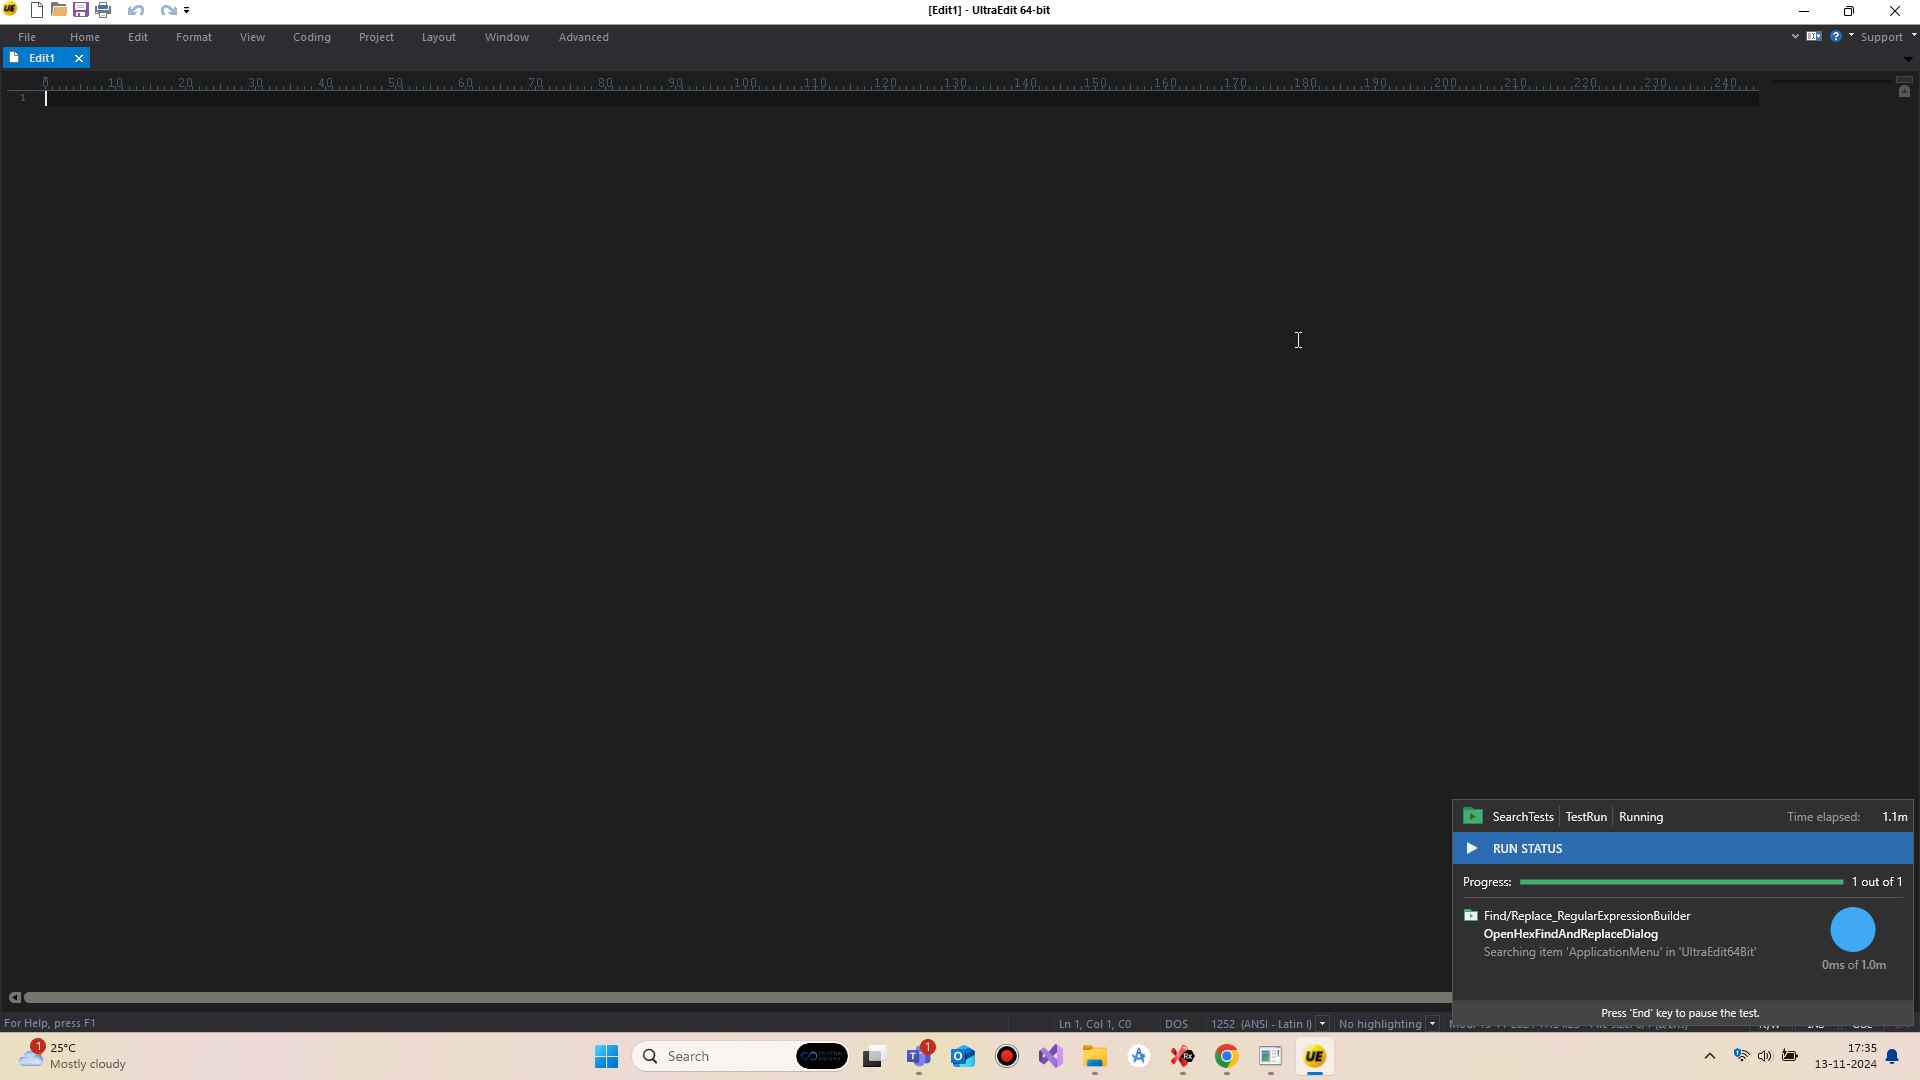 [Edit1] - UltraEdit 64-bit
File Home Edit Format View Coding Project Layout Window Advanced Support
Edit1
0 10 20 30 40 50 60 70 80 90 100 110 120 130 140 150 160 170 180 190 200 210 220 230 240
1
SearchTests TestRun Running Time elapsed: 1.1m
RUN STATUS
Progress: 1 out of 1
Find/Replace_RegularExpressionBuilder
OpenHexFindAndReplaceDialog
Searching item 'ApplicationMenu' in 'UltraEdit64Bit'
0ms of 1.0m
Press 'End' key to pause the test.
For Help, press F1 Ln 1, Col 1, C0 DOS 1252 (ANSI - Latin I) No highlighting
1 25°C
Mostly cloudy
Search
1
17:35
13-11-2024